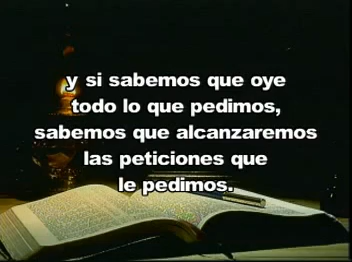 y si sabemos que oye
todo lo que pedimos,
sabemos que alcanzaremos
las peticiones que
le pedimos.